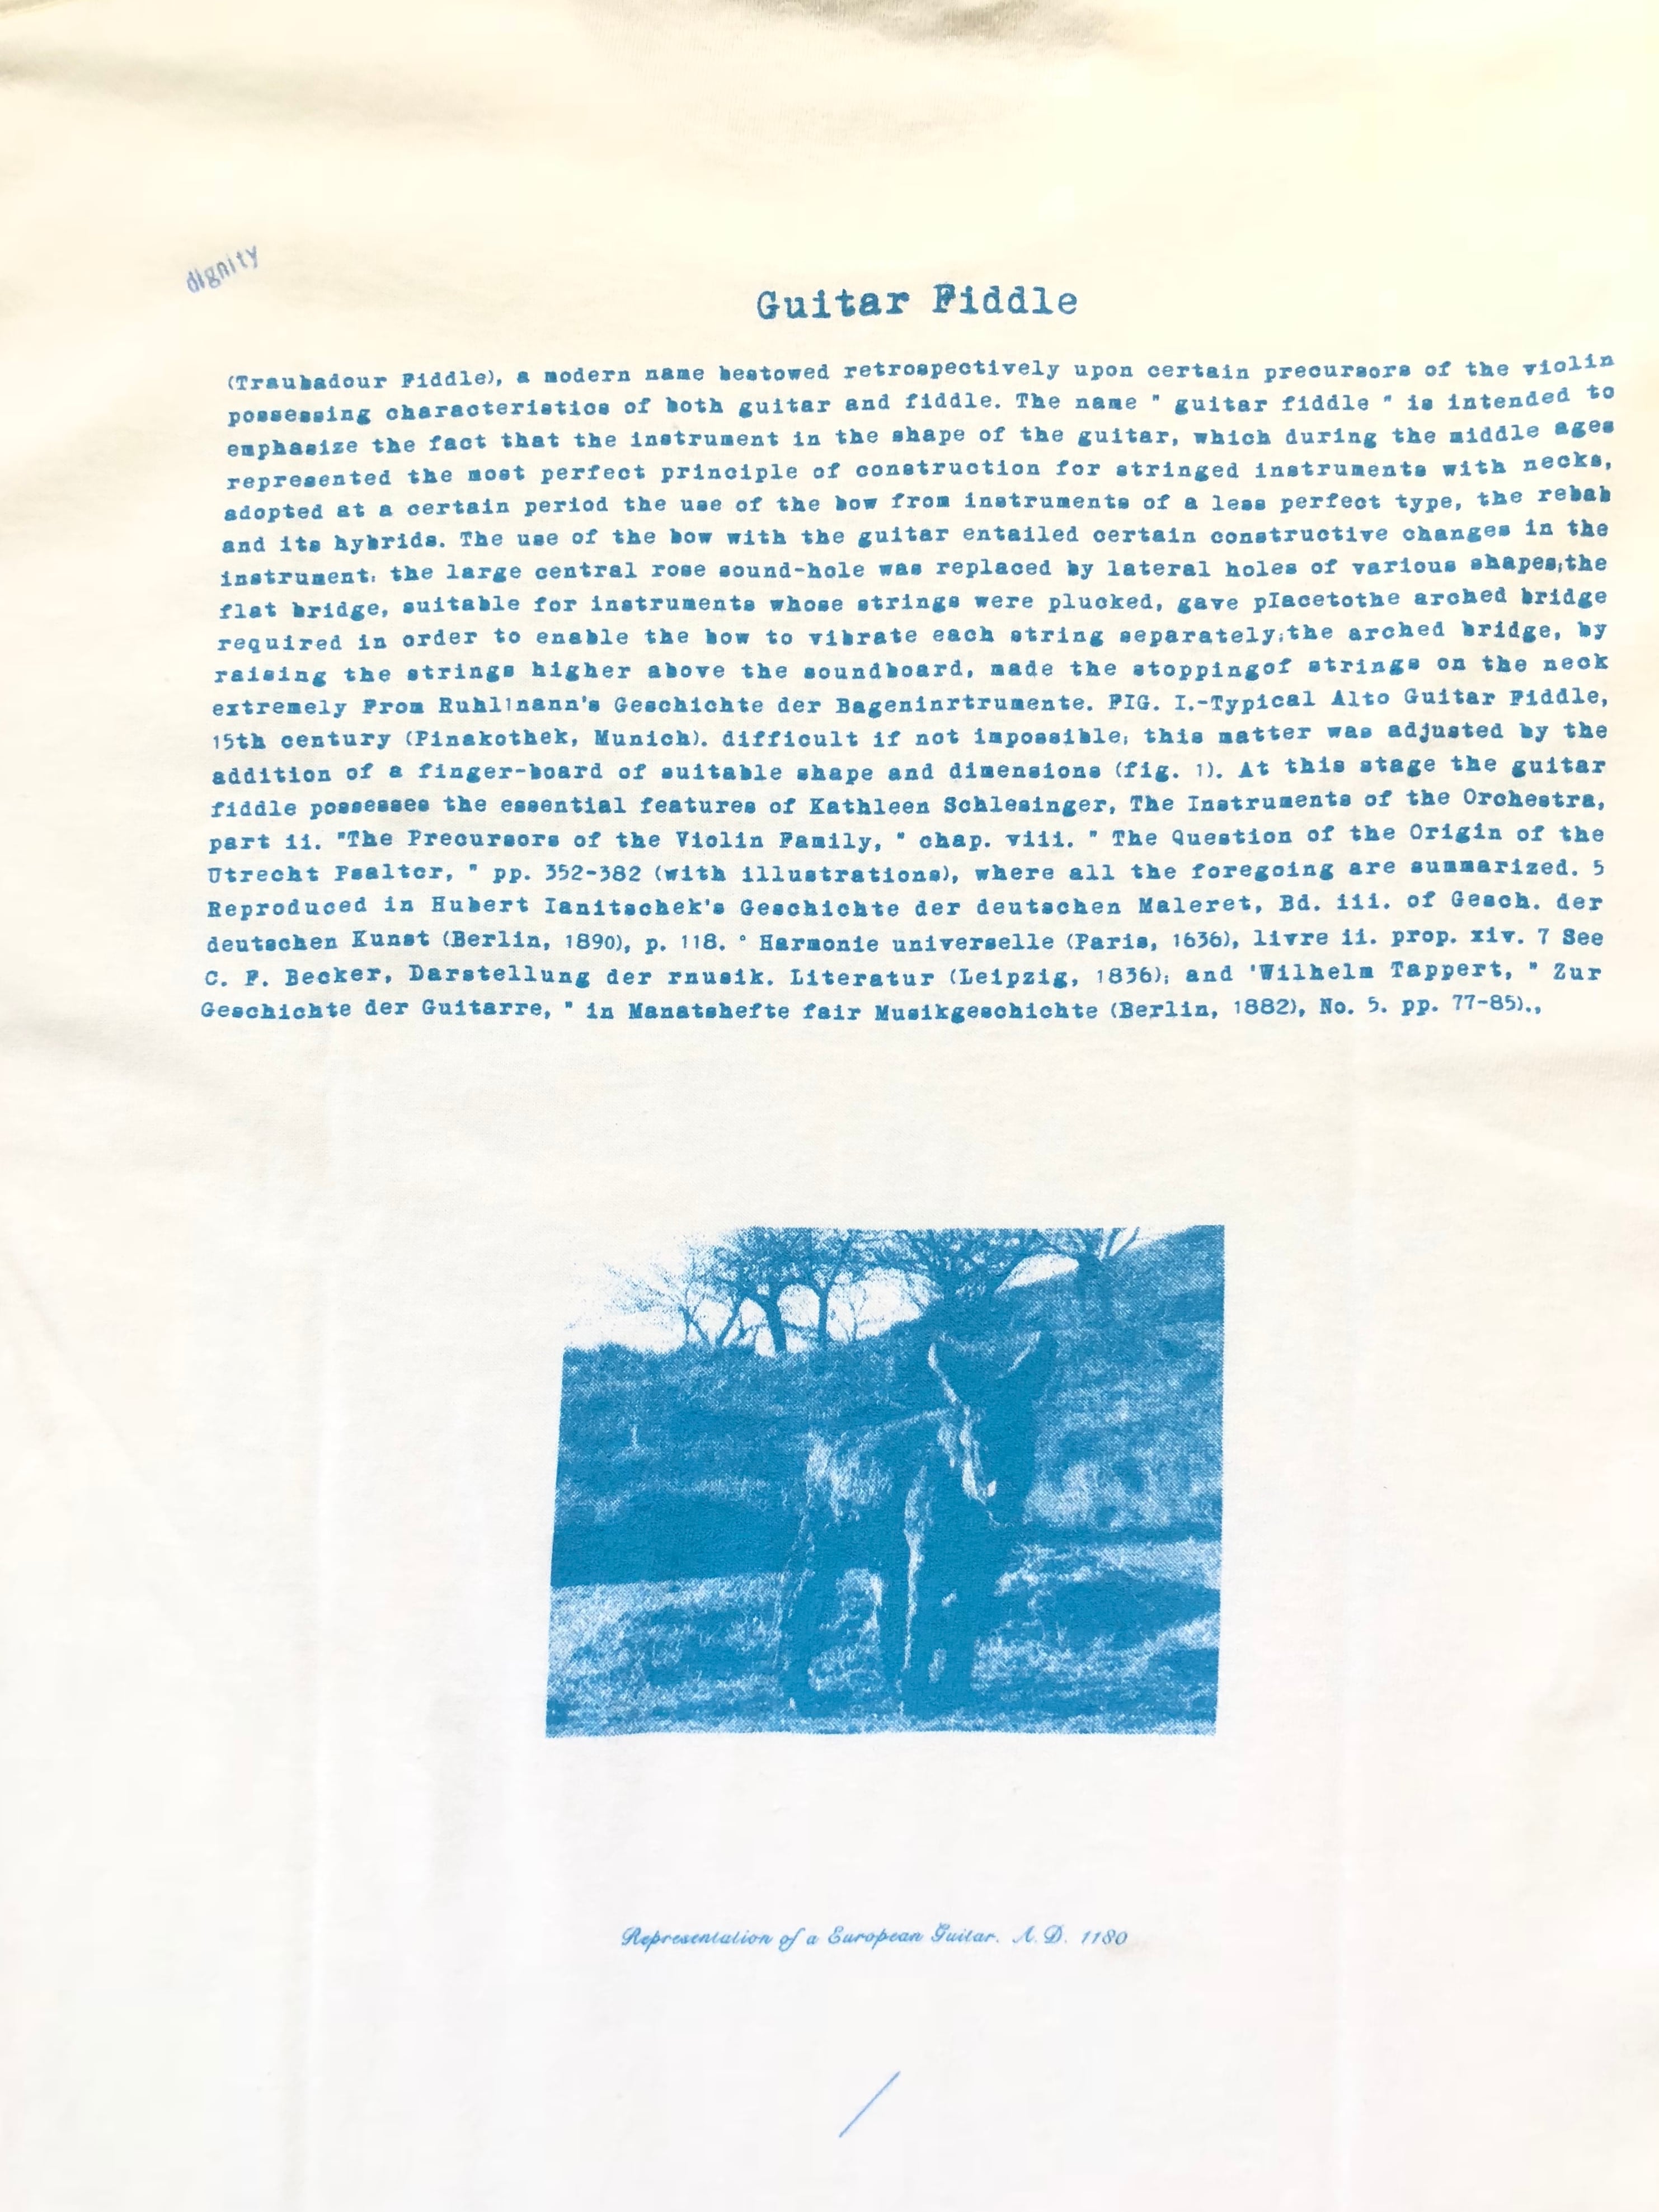 dignity
Guitar Fiddle
(Traubadour Fiddle), a modern name bestowed retrospectively upon certain precursors of the violin
possessing characteristics of both guitar and fiddle. The name " guitar fiddle " is intended to
emphasize the fact that the instrument in the shape of the guitar, which during the middle ages
represented the most perfect principle of construction for stringed instruments with necks,
adopted at a certain period the use of the bow from instruments of a less perfect type, the rebab
and its hybrids. The use of the bow with the guitar entailed certain constructive changes in the
instrument; the large central rose sound-hole was replaced by lateral holes of various shapes;the
flat bridge, suitable for instruments whose strings were plucked, gave pIacetothe arched bridge
required in order to enable the bow to vibrate each string separately;the arched bridge, by
raising the strings higher above the soundboard, made the stoppingof strings on the neck
extremely From Ruhl1nann's Geschichte der Bageninrtrumente. FIG. I.-Typical Alto Guitar Fiddle,
15th century (Pinakothek, Munich). difficult if not impossible; this matter was adjusted by the
addition of a finger-board of suitable shape and dimensions (fig. 1). At this stage the guitar
fiddle possesses the essential features of Kathleen Schlesinger, The Instruments of the Orchestra,
part ii. "The Precursors of the Violin Family, " chap. viii. " The Question of the Origin of the
Utrecht Psaltcr, " pp. 352-382 (with illustrations), where all the foregoing are summarized. 5
Reproduced in Hubert Ianitschek's Geschichte der deutschen Maleret, Bd. iii. of Gesch. der
deutschen Kunst (Berlin, 1890), p. 118. ° Harmonie universelle (Paris, 1636), livre ii. prop. xiv. 7 See
C. F. Becker, Darstellung der rnusik. Literatur (Leipzig, 1836); and 'Wilhelm Tappert, " Zur
Geschichte der Guitarre, " in Manatshefte fair Musikgeschichte (Berlin, 1882), No. 5. pp. 77-85).,
Representation of a European Guitar. A.D. 1180
/